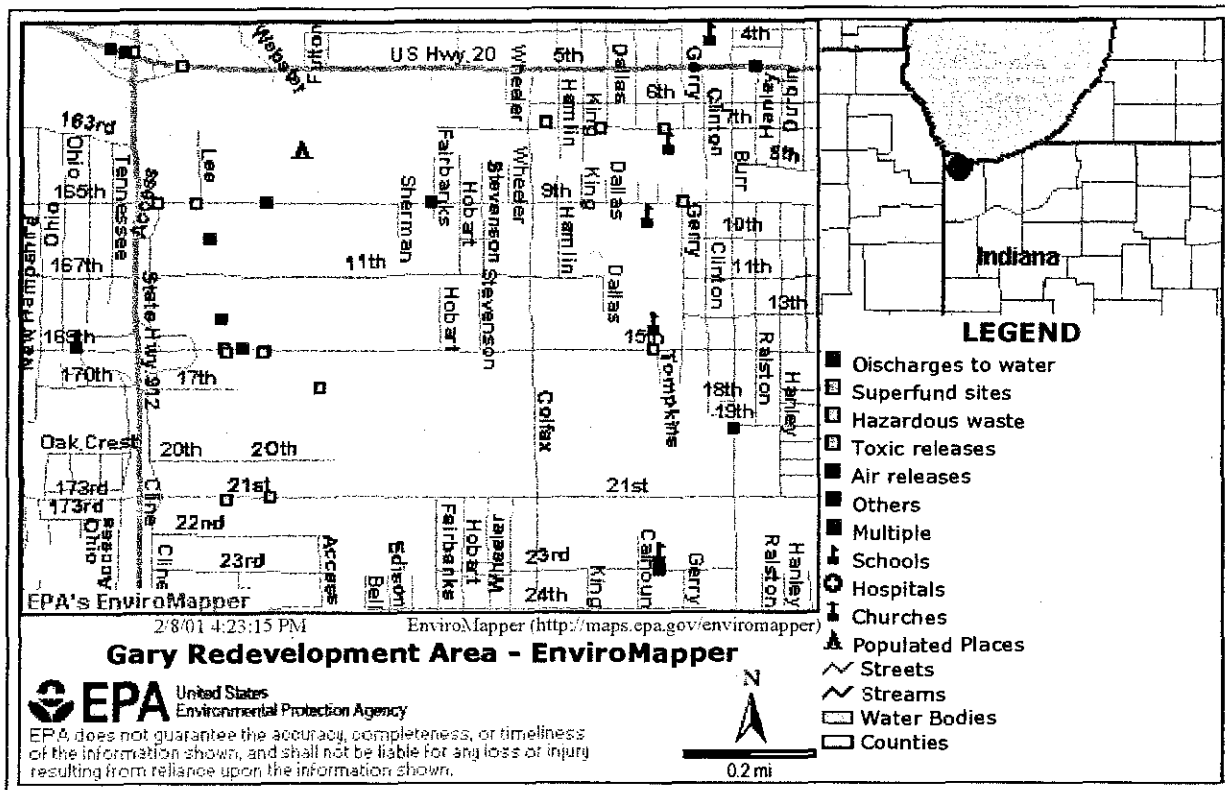 Webster
Fulton
US Hwy. 20
5th
Wheeler
Dallas
Gerry
4th
6th
Hamlin
King
Clinton
7th
Henry
Durbin
8th
163rd
Ohio
Tennessee
Access
Lee
Fairbanks
Wheeler
King
Dallas
Burr
165th
Sherman
Hobart
Stevenson
9th
Hamlin
Gerry
10th
New Hampshire
Ohio
167th
State Hwy. 912
11th
Stevenson
Dallas
Clinton
11th
Hobart
13th
169th
15th
Tompkins
Ralston
170th
17th
18th
Hanley
19th
Colfax
Oak Crest
20th
20th
173rd
173rd
Cline
21st
21st
22nd
Ohio
Access
Cline
23rd
Access
Bell
Edison
Fairbanks
Hobart
Wheeler
23rd
24th
King
Calhoun
Gerry
Ralston
Hanley
EPA's EnviroMapper
Indiana
LEGEND
Discharges to water
Superfund sites
Hazardous waste
Toxic releases
Air releases
Others
Multiple
Schools
Hospitals
Churches
Populated Places
Streets
Streams
Water Bodies
Counties
2/8/01 4:23:15 PM
EnviroMapper (http://maps.epa.gov/enviromapper)
Gary Redevelopment Area - EnviroMapper
EPA United States
Environmental Protection Agency
EPA does not guarantee the accuracy, completeness, or timeliness
of the information shown, and shall not be liable for any loss or injury
resulting from reliance upon the information shown.
N
0.2 mi